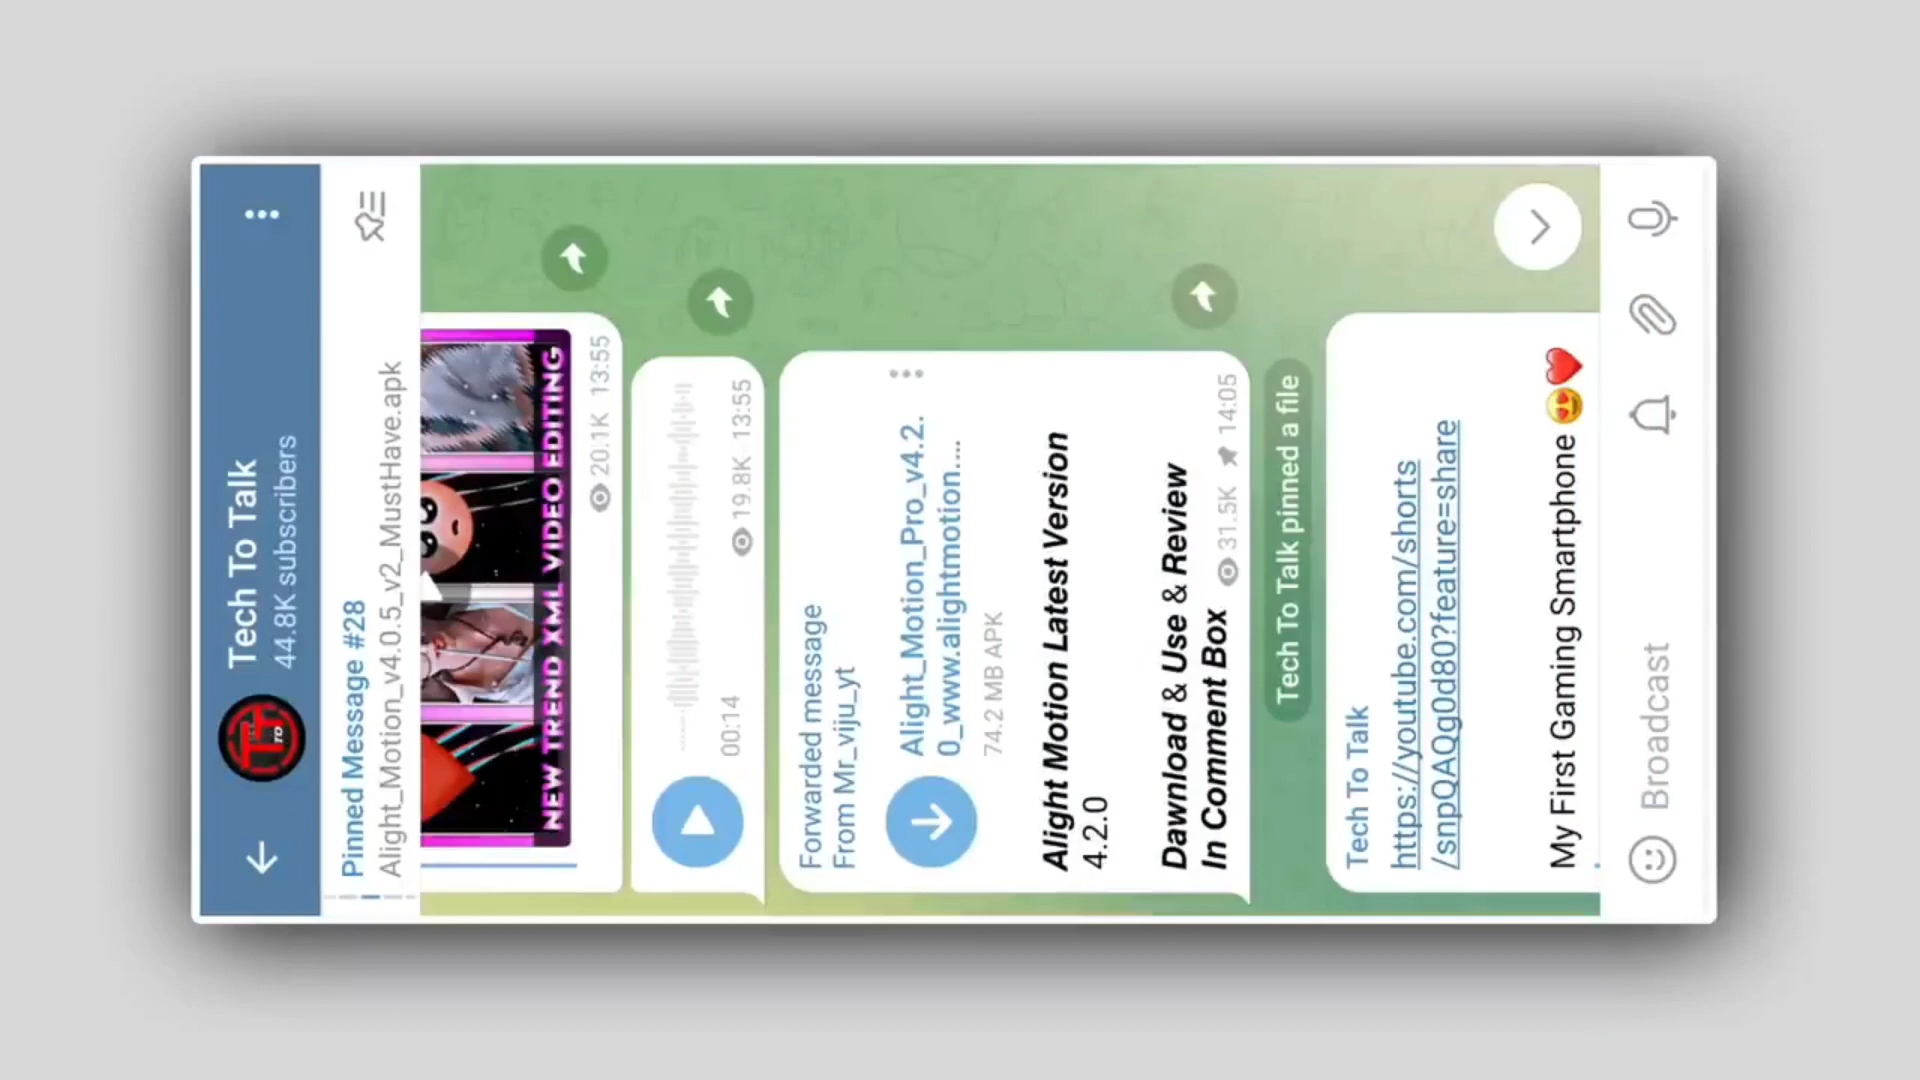 Tech To Talk
44.8K subscribers
Pinned Message #28
Alight_Motion_v4.0.5_v2_MustHave.apk
NEW TREND XML VIDEO EDITING
20.1K 13:55
00:14
19.8K 13:55
Forwarded message
From Mr_viju_yt
Alight_Motion_Pro_v4.2.
0_www.alightmotion....
74.2 MB APK
Alight Motion Latest Version
4.2.0
Dawnload & Use & Review
In Comment Box
31.5K 14:05
Tech To Talk pinned a file
Tech To Talk
https://youtube.com/shorts
/snpQAQg0d80?feature=share
My First Gaming Smartphone 😍❤️
Broadcast